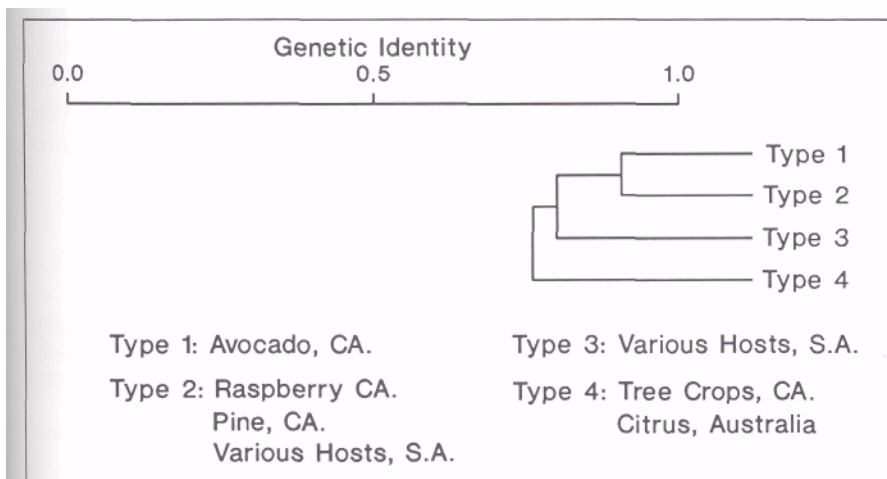 Genetic Identity
0.0 0.5 1.0
Type 1
Type 2
Type 3
Type 4
Type 1: Avocado, CA.
Type 2: Raspberry CA.
Pine, CA.
Various Hosts, S.A.
Type 3: Various Hosts, S.A.
Type 4: Tree Crops, CA.
Citrus, Australia